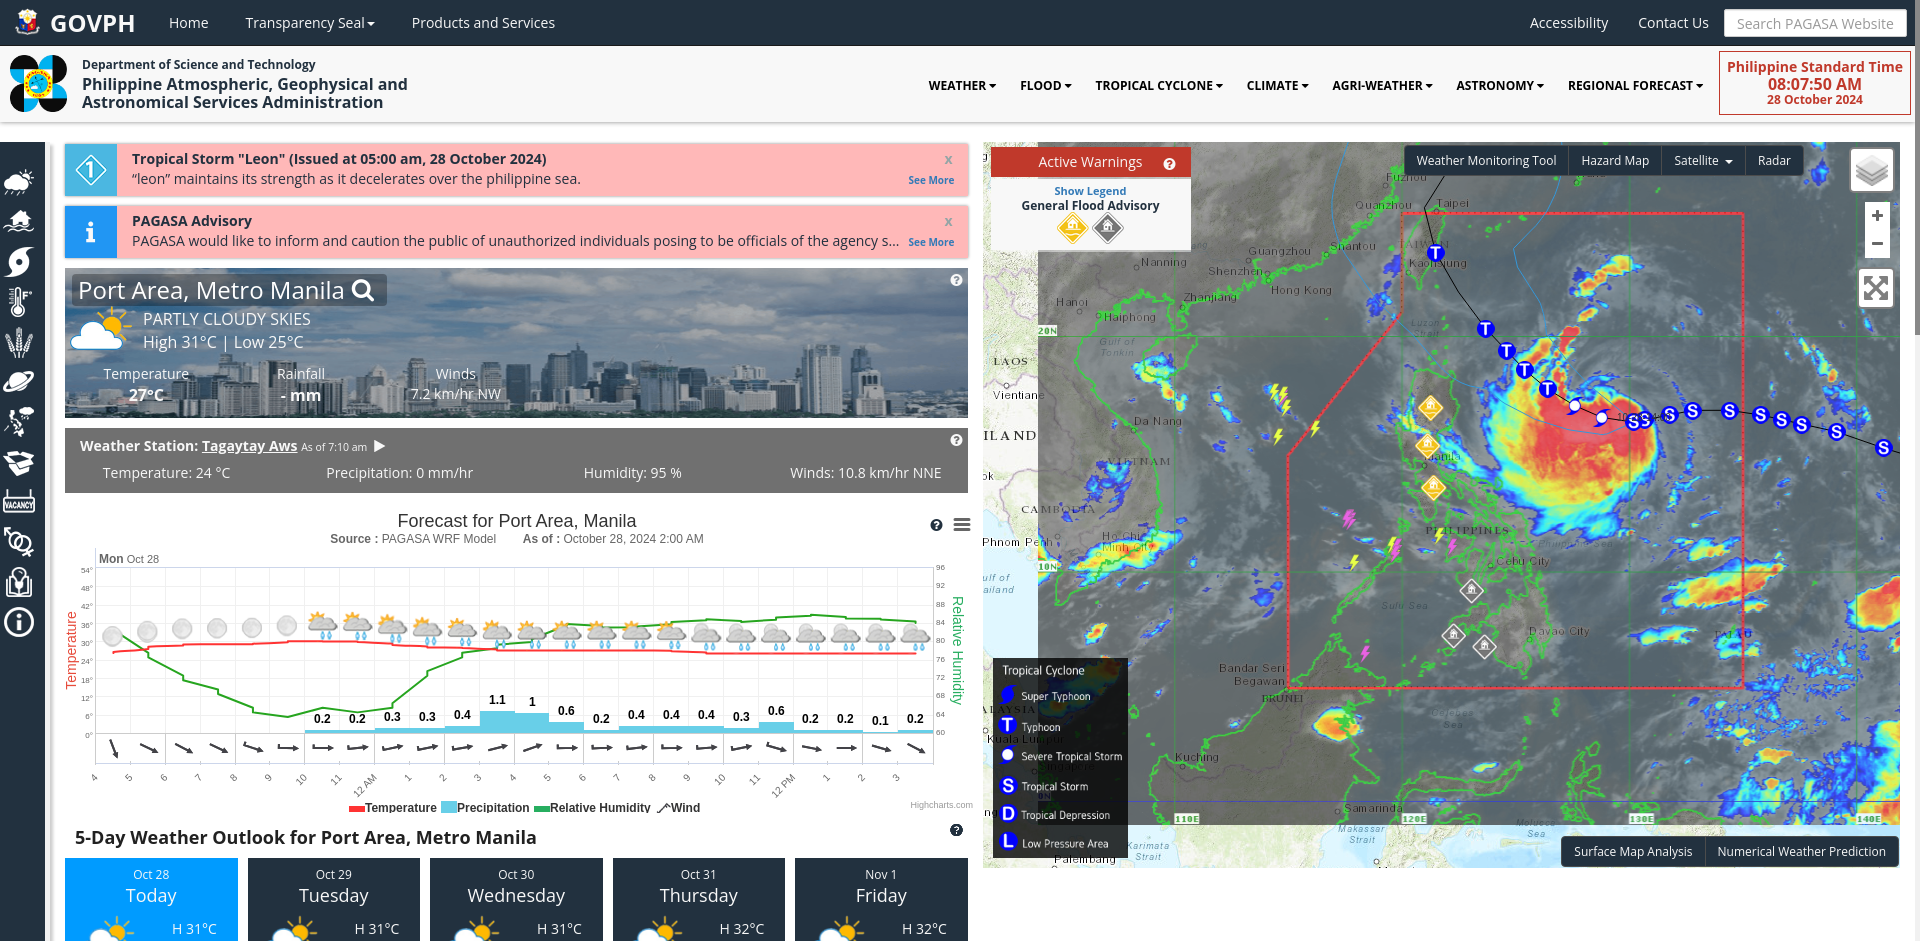 GOVPH
Home
Transparency Seal
Products and Services
Accessibility
Contact Us
Search PAGASA Website
Department of Science and Technology
Philippine Atmospheric, Geophysical and
Astronomical Services Administration
WEATHER
FLOOD
TROPICAL CYCLONE
CLIMATE
AGRI-WEATHER
ASTRONOMY
REGIONAL FORECAST
Philippine Standard Time
08:07:50 AM
28 October 2024
VACANCY
1
Tropical Storm "Leon" (Issued at 05:00 am, 28 October 2024)
x
“leon” maintains its strength as it decelerates over the philippine sea.
See More
PAGASA Advisory
x
PAGASA would like to inform and caution the public of unauthorized individuals posing to be officials of the agency s...
See More
Port Area, Metro Manila
PARTLY CLOUDY SKIES
High 31°C | Low 25°C
Temperature
27°C
Rainfall
- mm
Winds
7.2 km/hr NW
Weather Station: Tagaytay Aws As of 7:10 am
Temperature: 24 °C
Precipitation: 0 mm/hr
Humidity: 95 %
Winds: 10.8 km/hr NNE
Forecast for Port Area, Manila
Source : PAGASA WRF Model As of : October 28, 2024 2:00 AM
Mon Oct 28
Temperature
54°
48°
42°
36°
30°
24°
18°
12°
6°
0°
Relative Humidity
96
92
88
84
80
76
72
68
64
60
0.2 0.2 0.3 0.3 0.4 1.1 1 0.6 0.2 0.4 0.4 0.4 0.3 0.6 0.2 0.2 0.1 0.2
4 5 6 7 8 9 10 11 12 AM 1 2 3 4 5 6 7 8 9 10 11 12 PM 1 2 3
Temperature Precipitation Relative Humidity Wind
Highcharts.com
5-Day Weather Outlook for Port Area, Metro Manila
Oct 28
Today
H 31°C
Oct 29
Tuesday
H 31°C
Oct 30
Wednesday
H 31°C
Oct 31
Thursday
H 32°C
Nov 1
Friday
H 32°C
Active Warnings
Show Legend
General Flood Advisory
Weather Monitoring Tool
Hazard Map
Satellite
Radar
+
−
Fuzhou
Quanzhou
Taipei
TAIWAN
Kaohsiung
Guangzhou
Shantou
Nanning
Shenzhen
Hong Kong
Zhanjiang
Hanoi
Haiphong
20N
Gulf of
Tonkin
Luzon
Strait
LAOS
Vientiane
Da Nang
ILAND
VIETNAM
Manila
CAMBODIA
Phnom Penh
Ho Chi
Minh City
PHILIPPINES
Philippine Sea
Cebu City
10N
ulf of
ailand
Sulu Sea
Davao City
PALAU
Bandar Seri
Begawan
BRUNEI
Celebes
Sea
MALAYSIA
Kuala Lumpur
Kuching
Samarinda
110E
120E
130E
140E
Makassar
Strait
Molucca
Sea
Karimata
Strait
Palembang
T
T
T
T
T
S
S
S
S
S
S
S
S
S
S
Tropical Cyclone
Super Typhoon
T Typhoon
Severe Tropical Storm
S Tropical Storm
D Tropical Depression
L Low Pressure Area
Surface Map Analysis
Numerical Weather Prediction